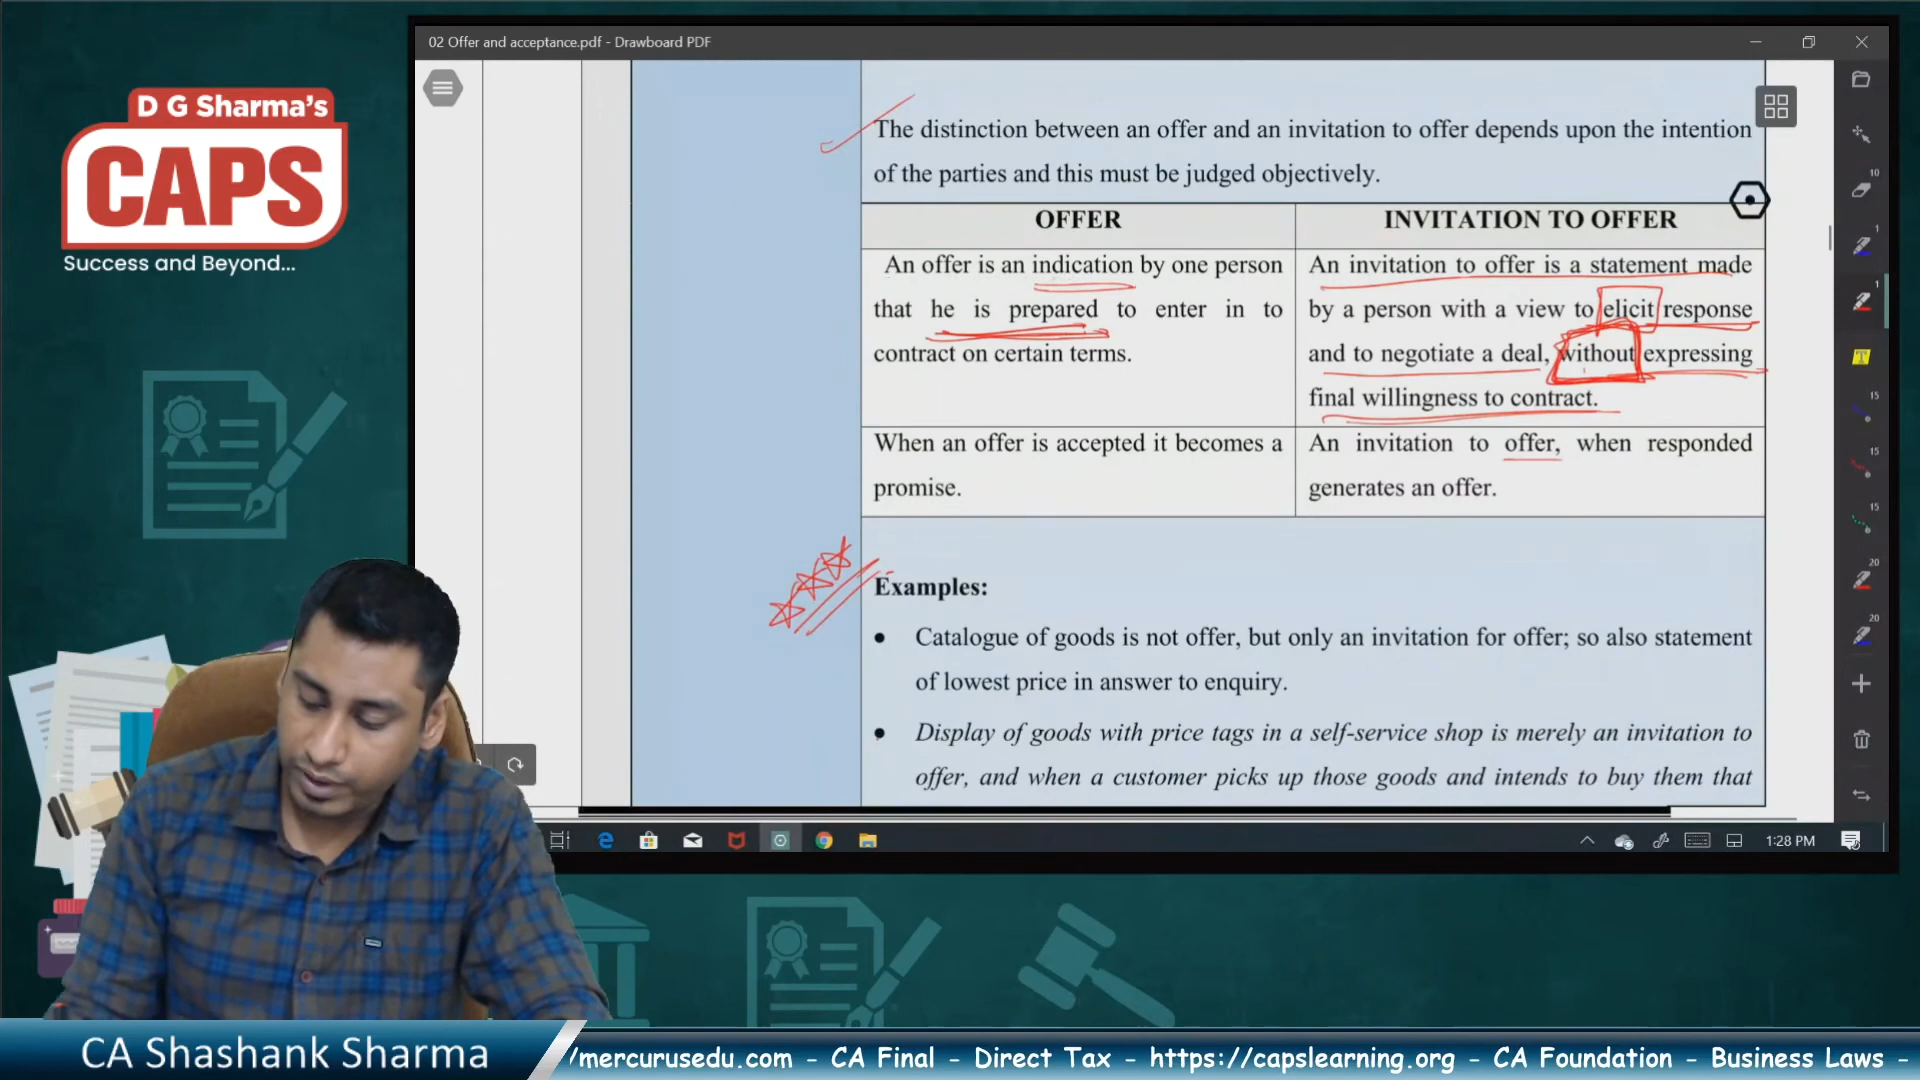 02 Offer and acceptance.pdf - Drawboard PDF
D G Sharma's
CAPS
Success and Beyond...
The distinction between an offer and an invitation to offer depends upon the intention
of the parties and this must be judged objectively.
OFFER
INVITATION TO OFFER
An offer is an indication by one person
that he is prepared to enter in to
contract on certain terms.
An invitation to offer is a statement made
by a person with a view to elicit response
and to negotiate a deal, without expressing
final willingness to contract.
When an offer is accepted it becomes a
promise.
An invitation to offer, when responded
generates an offer.
Examples:
• Catalogue of goods is not offer, but only an invitation for offer; so also statement
of lowest price in answer to enquiry.
• Display of goods with price tags in a self-service shop is merely an invitation to
offer, and when a customer picks up those goods and intends to buy them that
10
1
1
T
15
15
15
20
20
1:28 PM
CA Shashank Sharma
/mercurusedu.com - CA Final - Direct Tax - https://capslearning.org - CA Foundation - Business Laws -